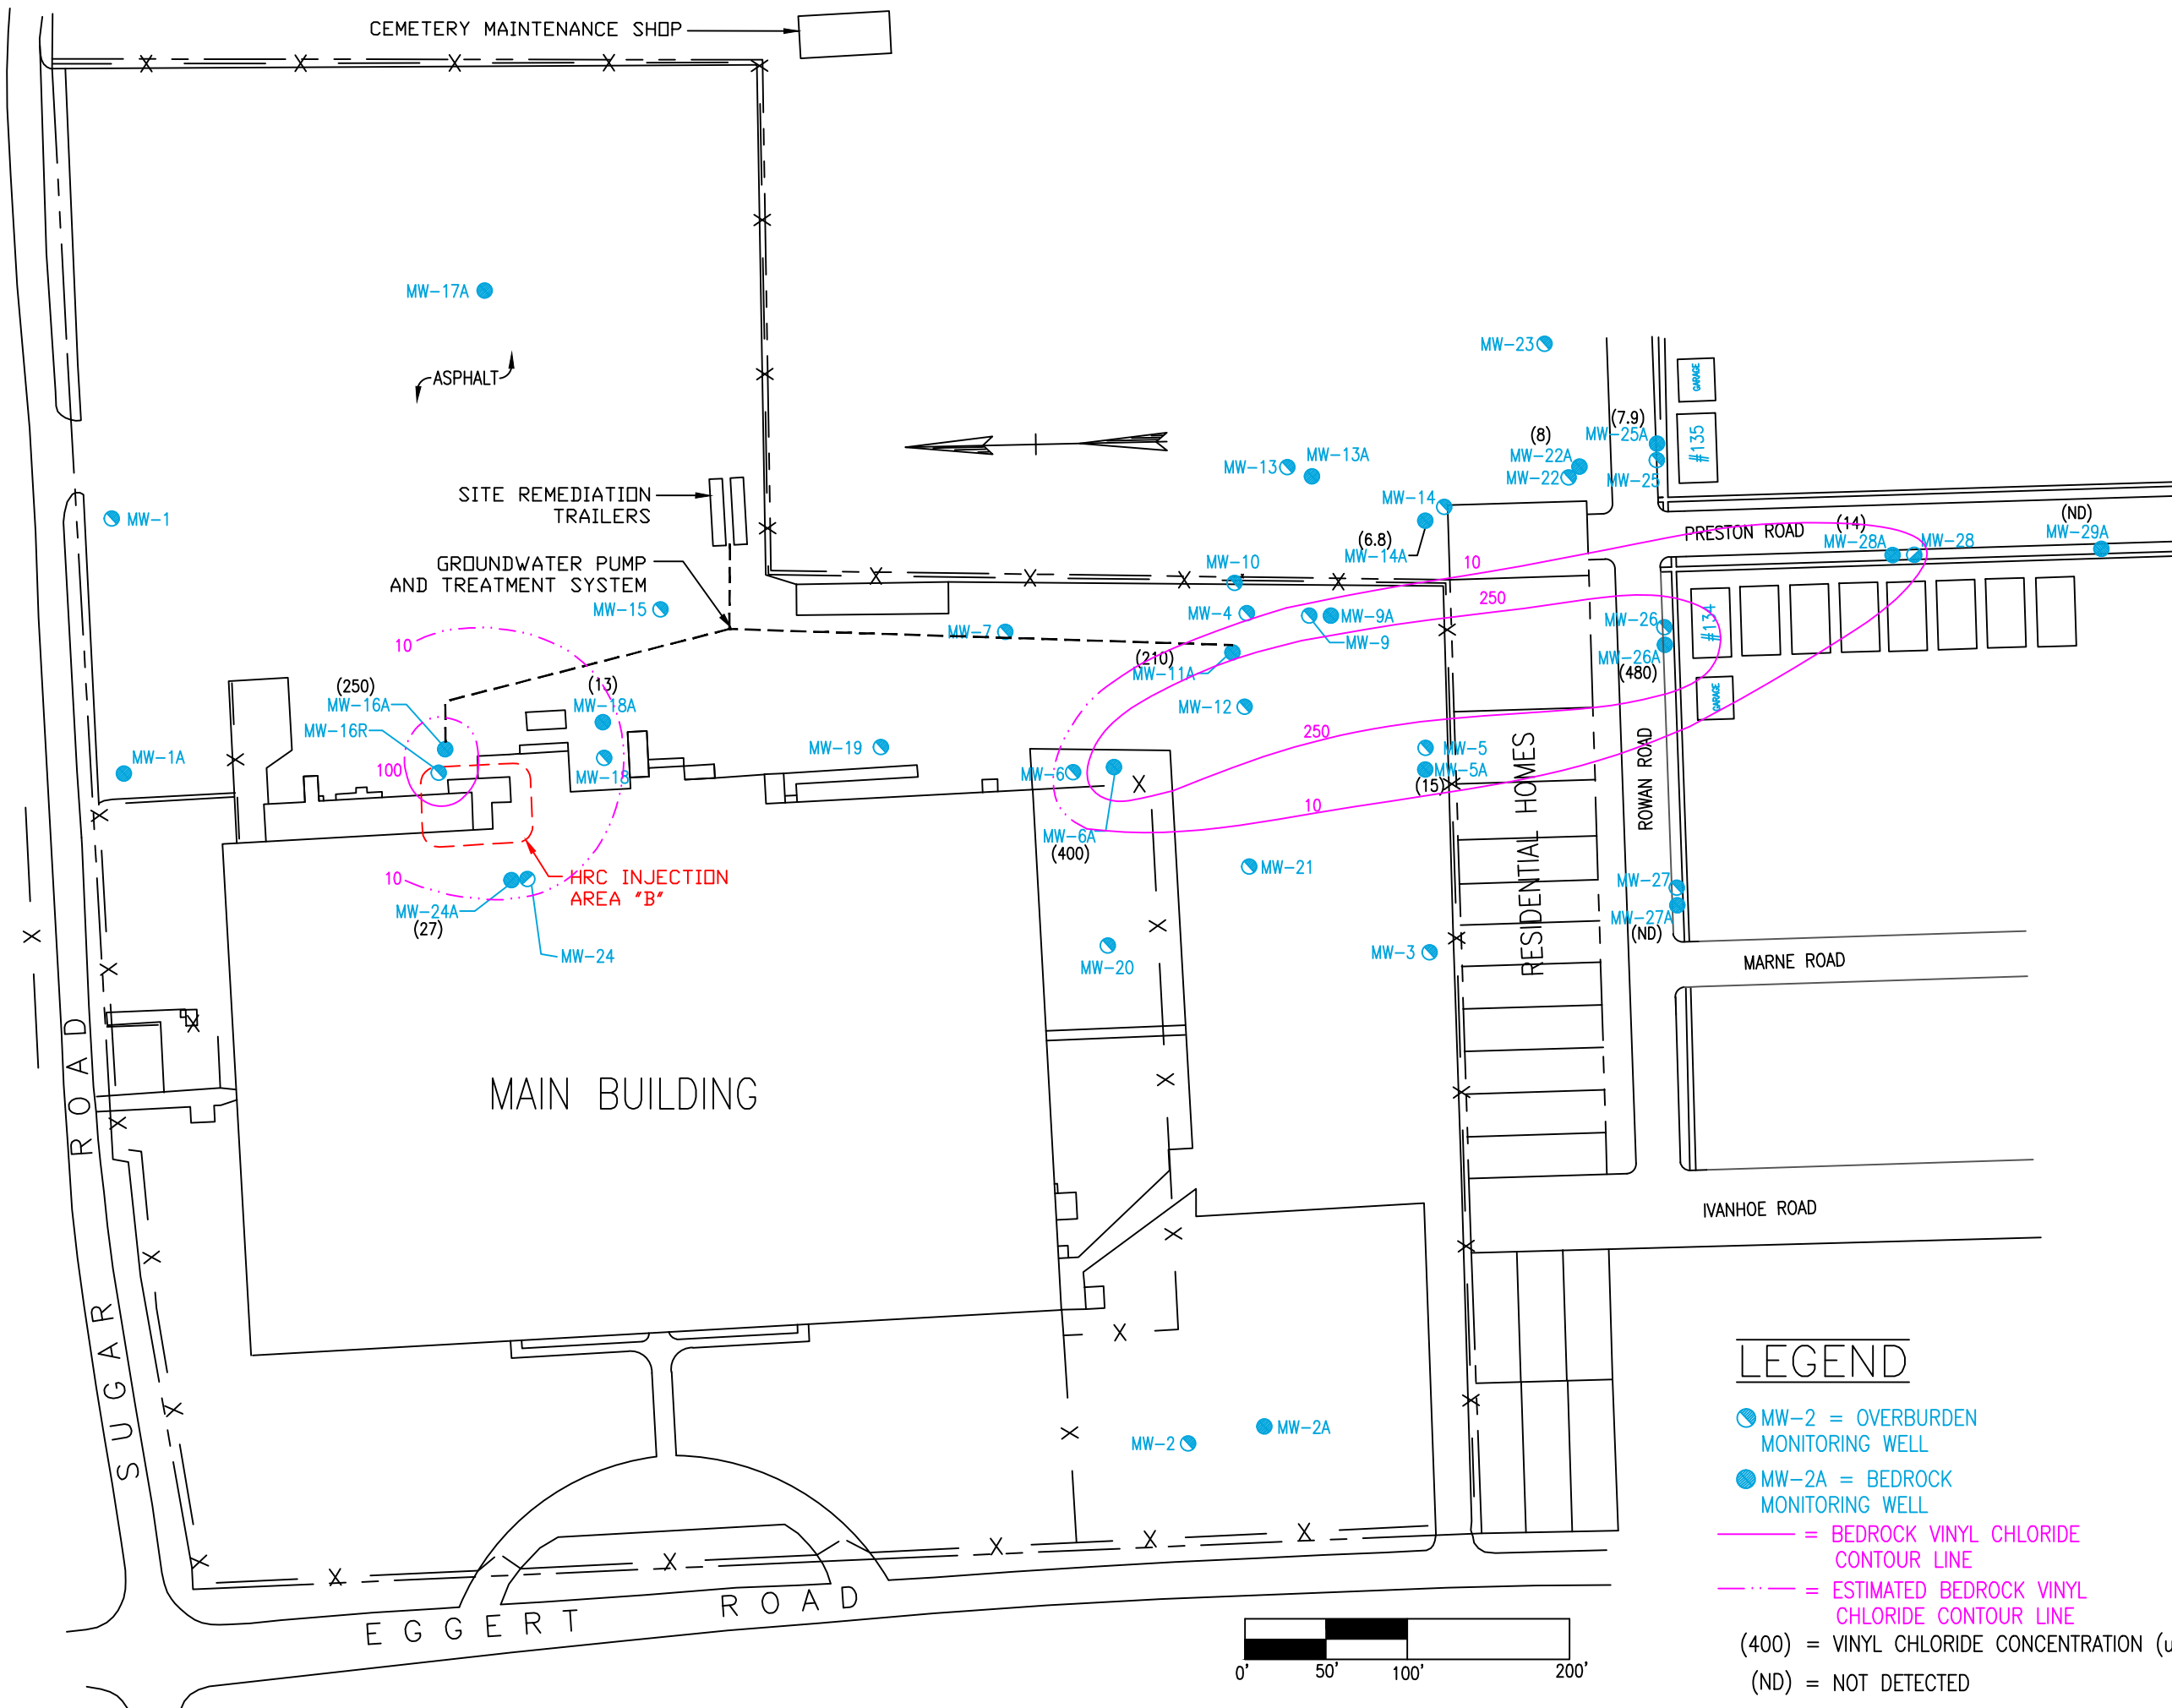 CEMETERY MAINTENANCE SHOP
MW-17A
ASPHALT
MW-23
GARAGE
#135
(7.9)
MW-25A
(8)
MW-22A
MW-22
MW-25
MW-13
MW-13A
MW-14
SITE REMEDIATION
TRAILERS
MW-1
(6.8)
MW-14A
10
PRESTON ROAD
(14)
MW-28A
MW-28
(ND)
MW-29A
GROUNDWATER PUMP
AND TREATMENT SYSTEM
MW-10
MW-15
MW-4
MW-9A
MW-9
250
MW-7
MW-26
#134
MW-26A
(480)
GARAGE
10
(210)
MW-11A
(250)
MW-16A
(13)
MW-18A
MW-12
MW-16R
250
MW-1A
100
MW-18
MW-19
MW-6
MW-5
MW-5A
(15)
10
MW-6A
(400)
RESIDENTIAL HOMES
ROWAN ROAD
10
HRC INJECTION
AREA "B"
MW-24A
(27)
MW-24
MW-21
MW-27
MW-27A
(ND)
MW-20
MW-3
MARNE ROAD
MAIN BUILDING
IVANHOE ROAD
SUGAR ROAD
MW-2
MW-2A
EGGERT ROAD
0' 50' 100' 200'
LEGEND
MW-2 = OVERBURDEN
MONITORING WELL
MW-2A = BEDROCK
MONITORING WELL
= BEDROCK VINYL CHLORIDE
CONTOUR LINE
= ESTIMATED BEDROCK VINYL
CHLORIDE CONTOUR LINE
(400) = VINYL CHLORIDE CONCENTRATION (u
(ND) = NOT DETECTED